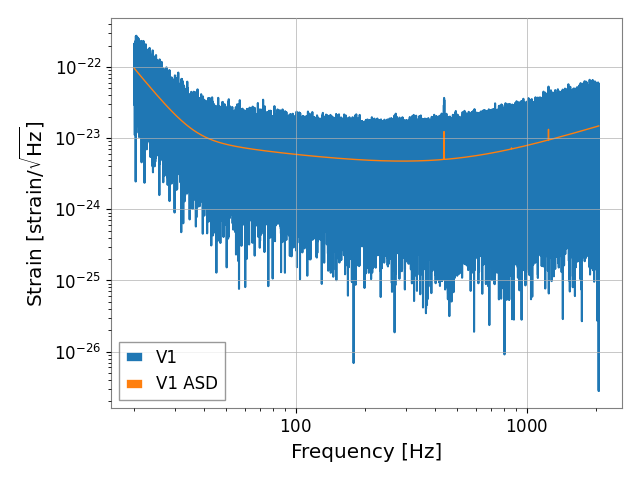 Strain [strain/√Hz]
10⁻²²
10⁻²³
10⁻²⁴
10⁻²⁵
10⁻²⁶
V1
V1 ASD
100
1000
Frequency [Hz]